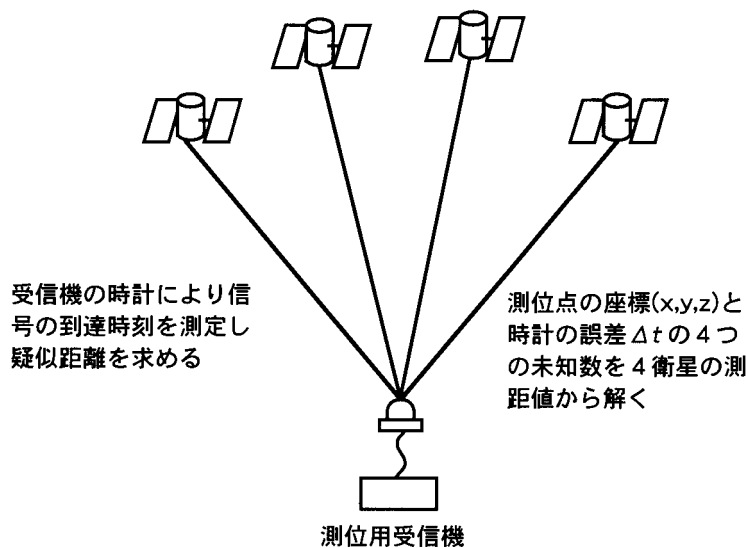 受信機の時計により信
号の到達時刻を測定し
疑似距離を求める
測位点の座標(x,y,z)と
時計の誤差Δtの4つ
の未知数を4衛星の測
距値から解く
測位用受信機